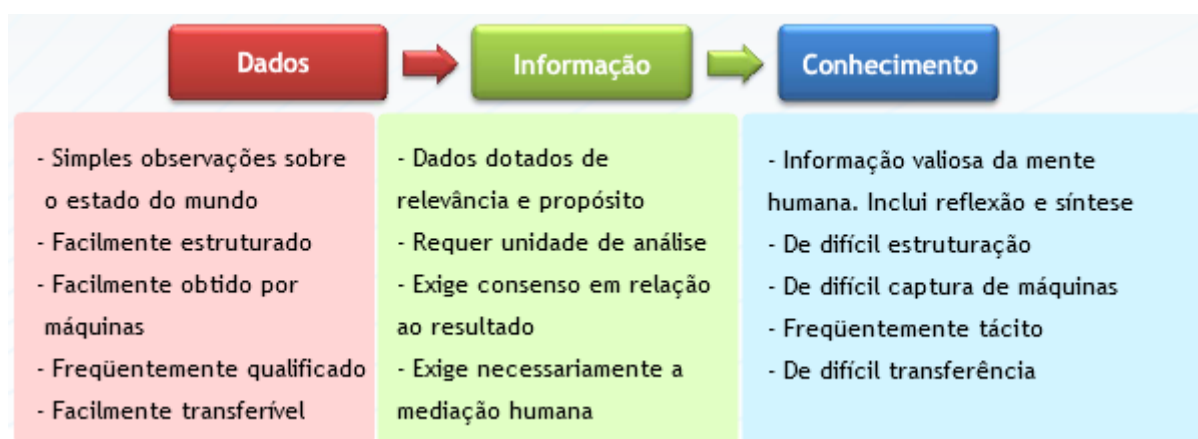 Dados
Informação
Conhecimento
- Simples observações sobre
o estado do mundo
- Facilmente estruturado
- Facilmente obtido por
máquinas
- Freqüentemente qualificado
- Facilmente transferível
- Dados dotados de
relevância e propósito
- Requer unidade de análise
- Exige consenso em relação
ao resultado
- Exige necessariamente a
mediação humana
- Informação valiosa da mente
humana. Inclui reflexão e síntese
- De difícil estruturação
- De difícil captura de máquinas
- Freqüentemente tácito
- De difícil transferência